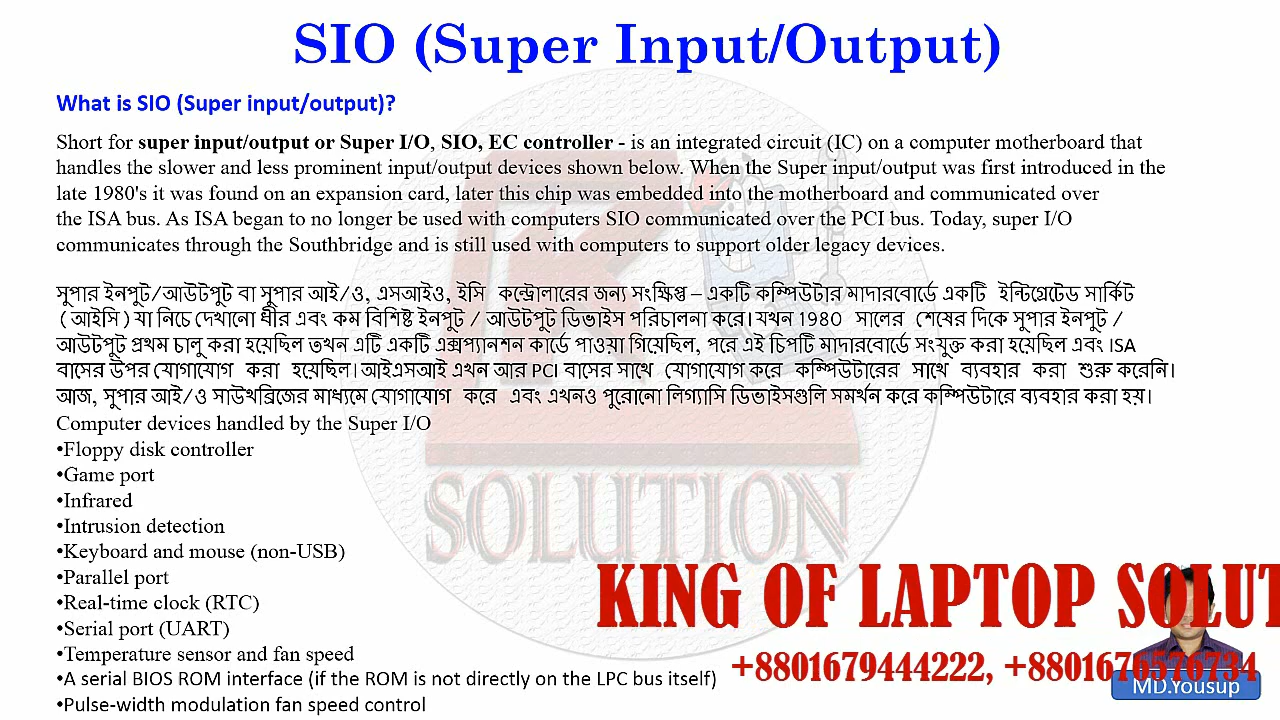 SIO (Super Input/Output)
What is SIO (Super input/output)?
Short for super input/output or Super I/O, SIO, EC controller - is an integrated circuit (IC) on a computer motherboard that
handles the slower and less prominent input/output devices shown below. When the Super input/output was first introduced in the
late 1980's it was found on an expansion card, later this chip was embedded into the motherboard and communicated over
the ISA bus. As ISA began to no longer be used with computers SIO communicated over the PCI bus. Today, super I/O
communicates through the Southbridge and is still used with computers to support older legacy devices.
সুপার ইনপুট/আউটপুট বা সুপার আই/ও, এসআইও, ইসি কন্ট্রোলারের জন্য সংক্ষিপ্ত – একটি কম্পিউটার মাদারবোর্ডে একটি ইন্টিগ্রেটেড সার্কিট
( আইসি ) যা নিচে দেখানো ধীর এবং কম বিশিষ্ট ইনপুট / আউটপুট ডিভাইস পরিচালনা করে। যখন 1980 সালের শেষের দিকে সুপার ইনপুট /
আউটপুট প্রথম চালু করা হয়েছিল তখন এটি একটি এক্সপ্যানশন কার্ডে পাওয়া গিয়েছিল, পরে এই চিপটি মাদারবোর্ডে সংযুক্ত করা হয়েছিল এবং ISA
বাসের উপর যোগাযোগ করা হয়েছিল। আইএসআই এখন আর PCI বাসের সাথে যোগাযোগ করে কম্পিউটারের সাথে ব্যবহার করা শুরু করেনি।
আজ, সুপার আই/ও সাউথব্রিজের মাধ্যমে যোগাযোগ করে এবং এখনও পুরোনো লিগ্যাসি ডিভাইসগুলি সমর্থন করে কম্পিউটারে ব্যবহার করা হয়।
Computer devices handled by the Super I/O
•Floppy disk controller
•Game port
•Infrared
•Intrusion detection
•Keyboard and mouse (non-USB)
•Parallel port
•Real-time clock (RTC)
•Serial port (UART)
•Temperature sensor and fan speed
•A serial BIOS ROM interface (if the ROM is not directly on the LPC bus itself)
•Pulse-width modulation fan speed control
SOLUTION
KING OF LAPTOP SOLUT
+8801679444222, +8801676576734
MD.Yousup